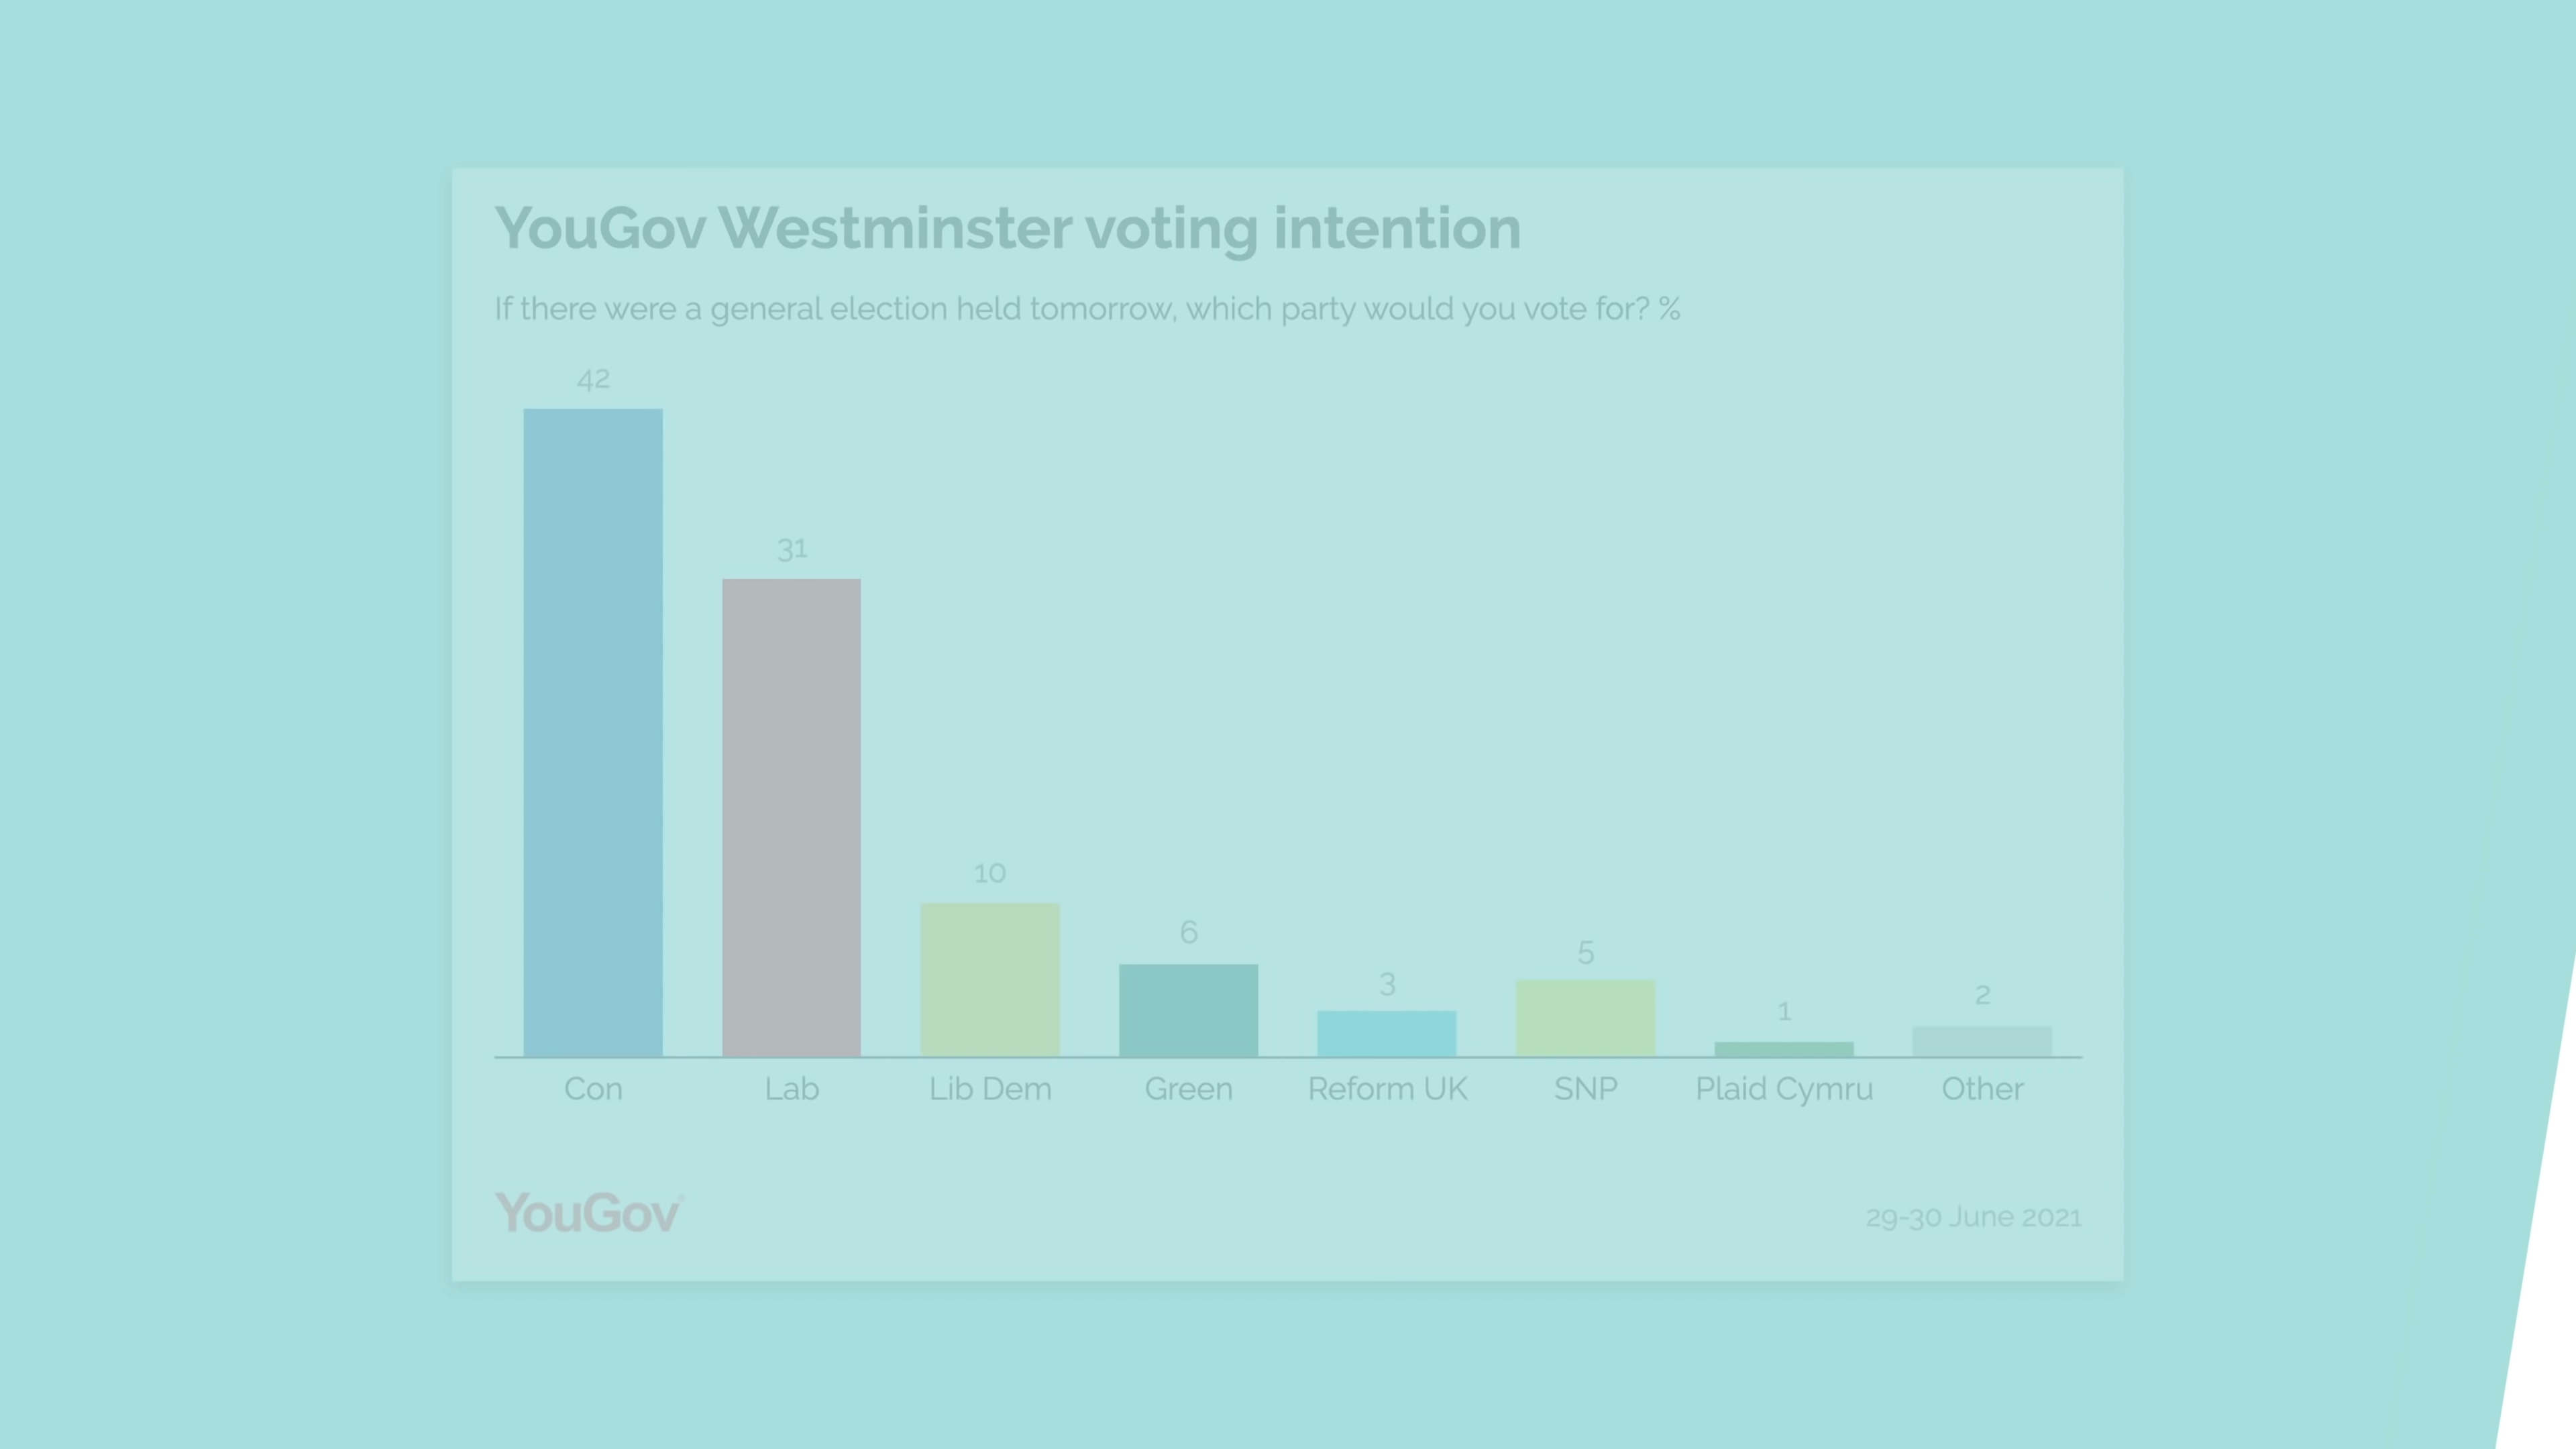 YouGov Westminster voting intention
If there were a general election held tomorrow, which party would you vote for? %
42
31
10
6
3
5
1
2
Con Lab Lib Dem Green Reform UK SNP Plaid Cymru Other
YouGov
29-30 June 2021